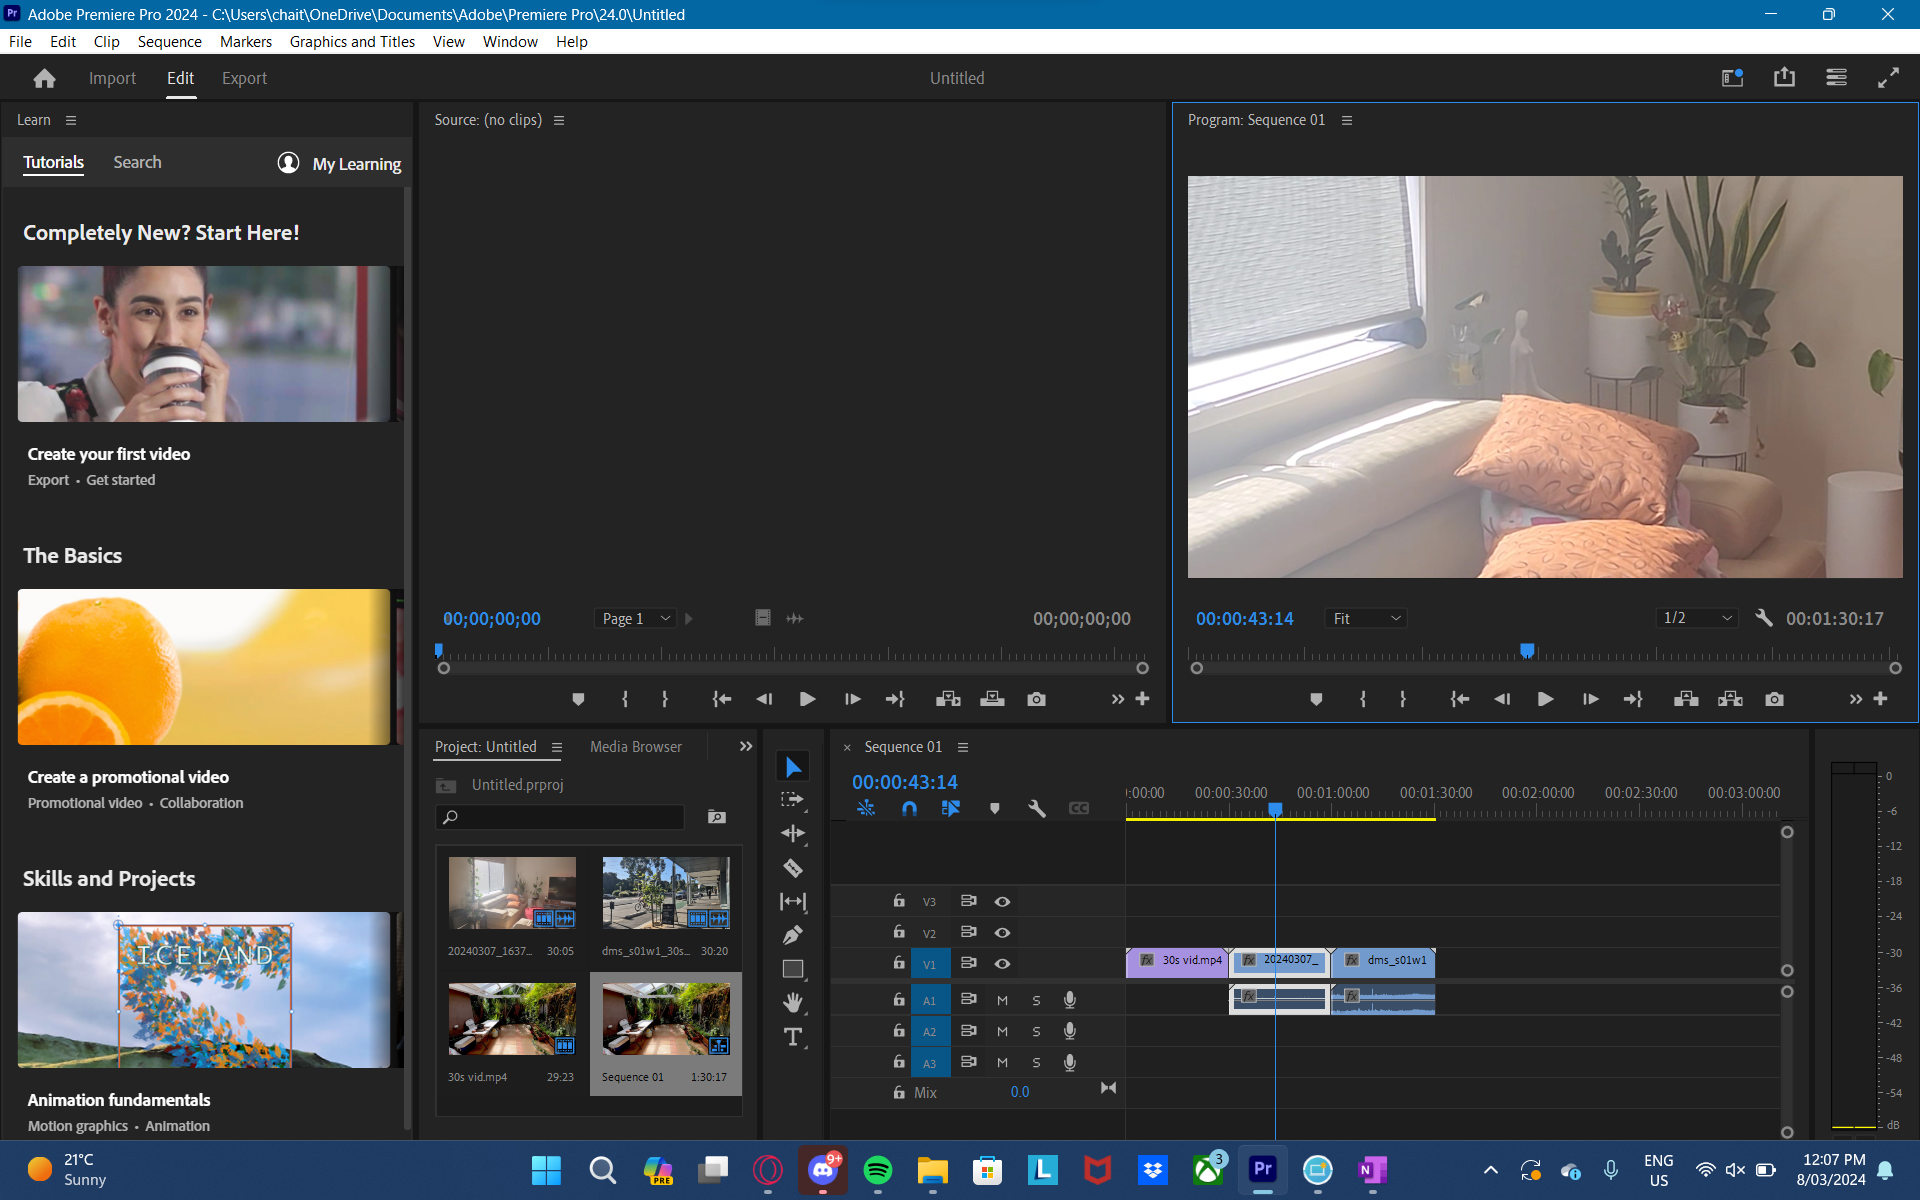 Adobe Premiere Pro 2024 - C:\Users\chait\OneDrive\Documents\Adobe\Premiere Pro\24.0\Untitled
File Edit Clip Sequence Markers Graphics and Titles View Window Help
Import Edit Export Untitled
Learn
Tutorials Search My Learning
Completely New? Start Here!
Create your first video
Export • Get started
The Basics
Create a promotional video
Promotional video • Collaboration
Skills and Projects
ICELAND
Animation fundamentals
Motion graphics • Animation
Source: (no clips)
00;00;00;00 Page 1 00;00;00;00
Program: Sequence 01
00:00:43:14 Fit 1/2 00:01:30:17
Project: Untitled Media Browser
Untitled.prproj
20240307_1637... 30:05 dms_s01w1_30s... 30:20
30s vid.mp4 29:23 Sequence 01 1:30:17
T
× Sequence 01
00:00:43:14
:00:00 00:00:30:00 00:01:00:00 00:01:30:00 00:02:00:00 00:02:30:00 00:03:00:00
V3
V2
V1 fx 30s vid.mp4 fx 20240307_ fx dms_s01w1
A1 M S fx fx
A2 M S
A3 M S
Mix 0.0
0
-6
-12
-18
-24
-30
-36
-42
-48
-54
dB
21°C
Sunny
PRE
9+
L
3
Pr
N
ENG
US
12:07 PM
8/03/2024